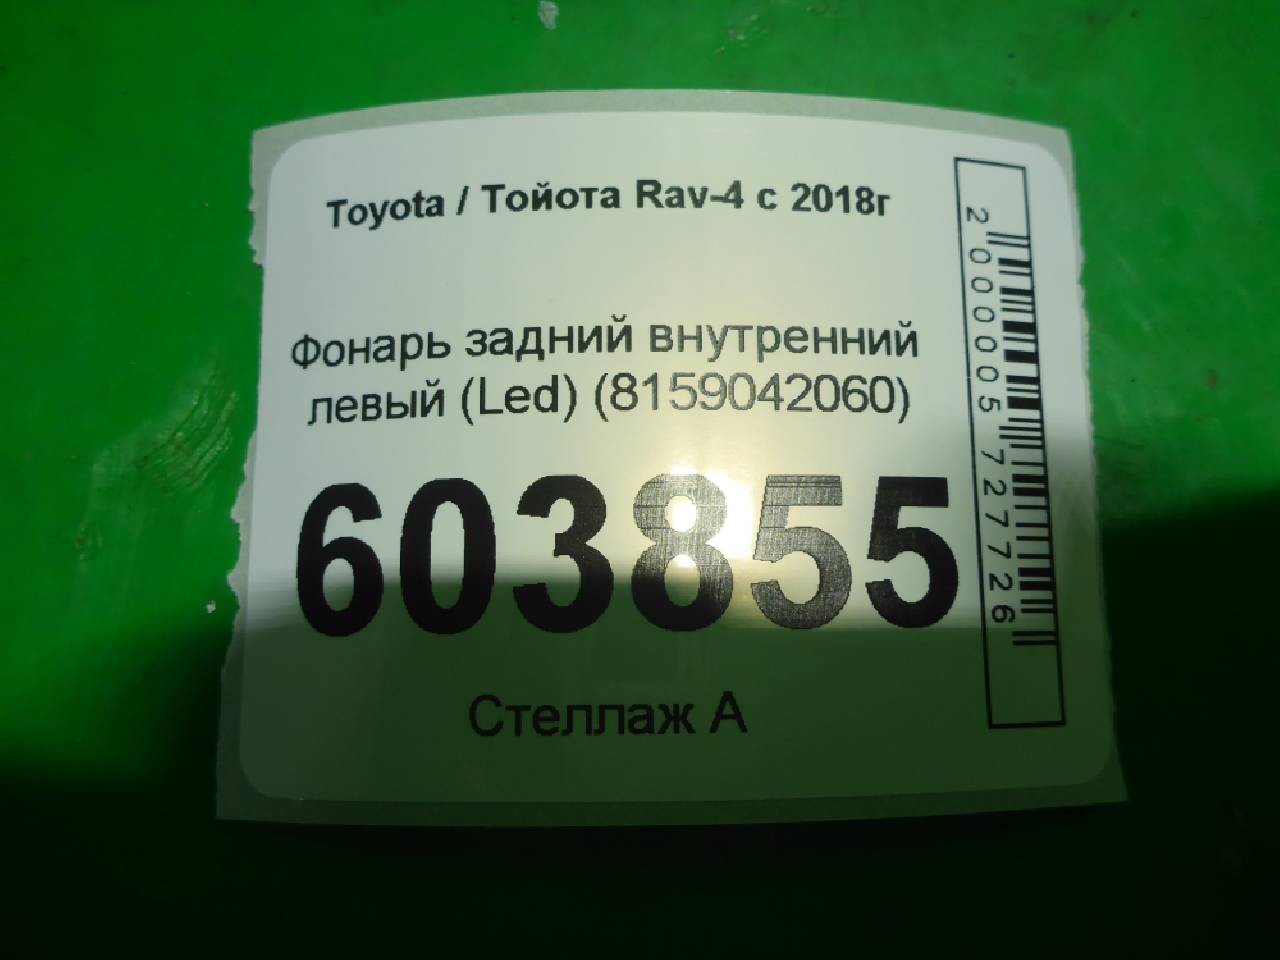 Toyota / Тойота Rav-4 с 2018г
Фонарь задний внутренний
левый (Led) (8159042060)
603855
Стеллаж А
2000005727726